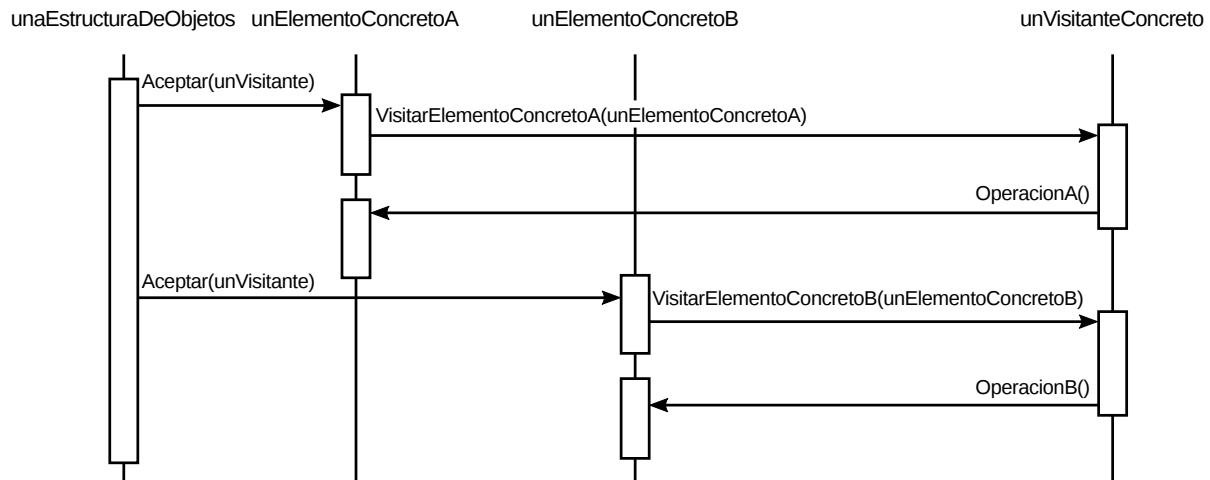 unaEstructuraDeObjetos unElementoConcretoA unElementoConcretoB unVisitanteConcreto
Aceptar(unVisitante)
VisitarElementoConcretoA(unElementoConcretoA)
OperacionA()
Aceptar(unVisitante)
VisitarElementoConcretoB(unElementoConcretoB)
OperacionB()